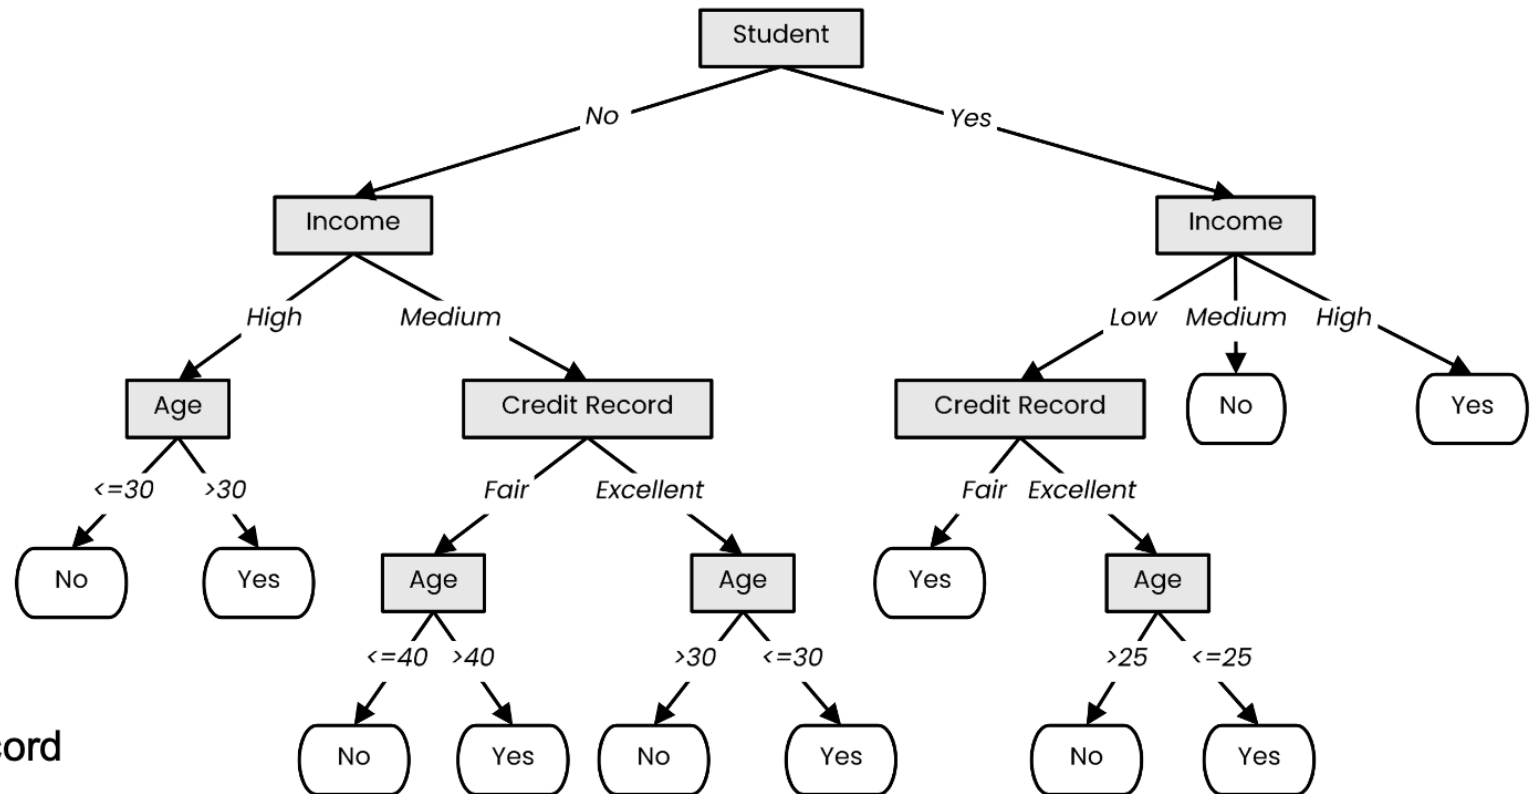 Student
No Yes
Income Income
High Medium Low Medium High
Age Credit Record Credit Record No Yes
<=30 >30 Fair Excellent Fair Excellent
No Yes Age Age Yes Age
<=40 >40 >30 <=30 >25 <=25
cord
No Yes No Yes No Yes